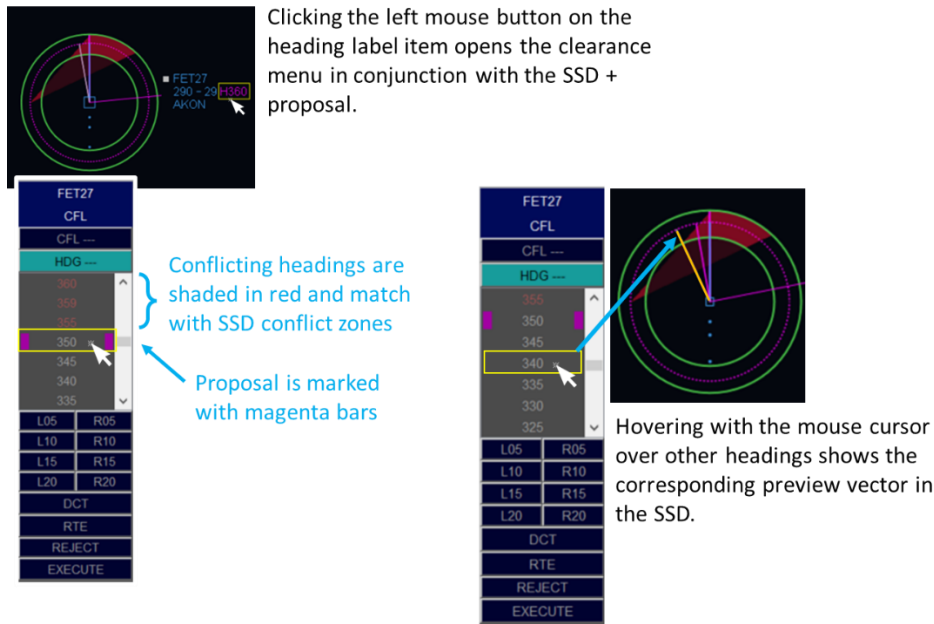 Clicking the left mouse button on the
heading label item opens the clearance
menu in conjunction with the SSD +
proposal.
FET27
290 - 29 H360
AKON
FET27
CFL
CFL ---
HDG ---
360
359
355
350
345
340
335
L05 R05
L10 R10
L15 R15
L20 R20
DCT
RTE
REJECT
EXECUTE
Conflicting headings are
shaded in red and match
with SSD conflict zones
Proposal is marked
with magenta bars
FET27
CFL
CFL ---
HDG ---
355
350
345
340
335
330
325
L05 R05
L10 R10
L15 R15
L20 R20
DCT
RTE
REJECT
EXECUTE
Hovering with the mouse cursor
over other headings shows the
corresponding preview vector in
the SSD.